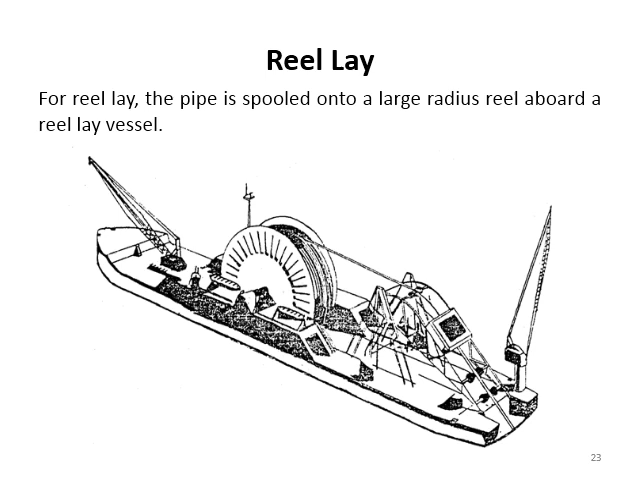 Reel Lay
For reel lay, the pipe is spooled onto a large radius reel aboard a
reel lay vessel.
23